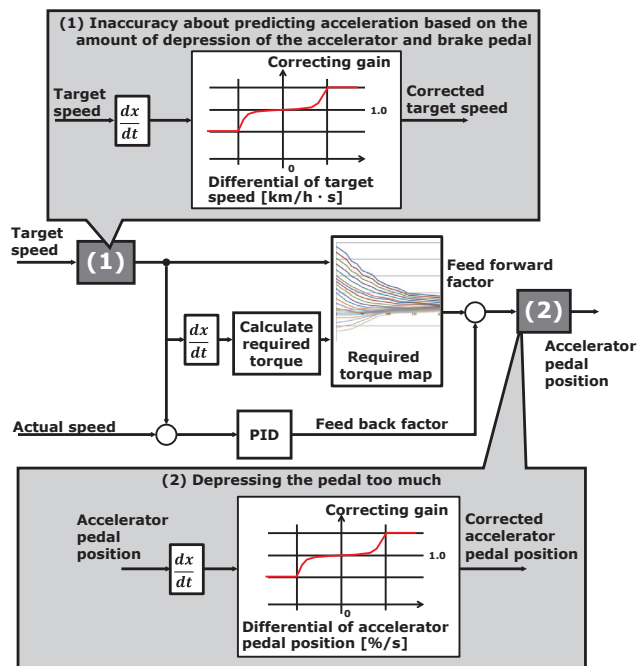 (1) Inaccuracy about predicting acceleration based on the
amount of depression of the accelerator and brake pedal
Correcting gain
Target
speed
dx
dt
1.0
0
Corrected
target speed
Differential of target
speed [km/h · s]
Target
speed
(1)
Feed forward
factor
dx
dt
Calculate
required
torque
Required
torque map
(2)
Accelerator
pedal
position
Actual speed
PID
Feed back factor
(2) Depressing the pedal too much
Correcting gain
Accelerator
pedal
position
dx
dt
1.0
0
Corrected
accelerator
pedal position
Differential of accelerator
pedal position [%/s]